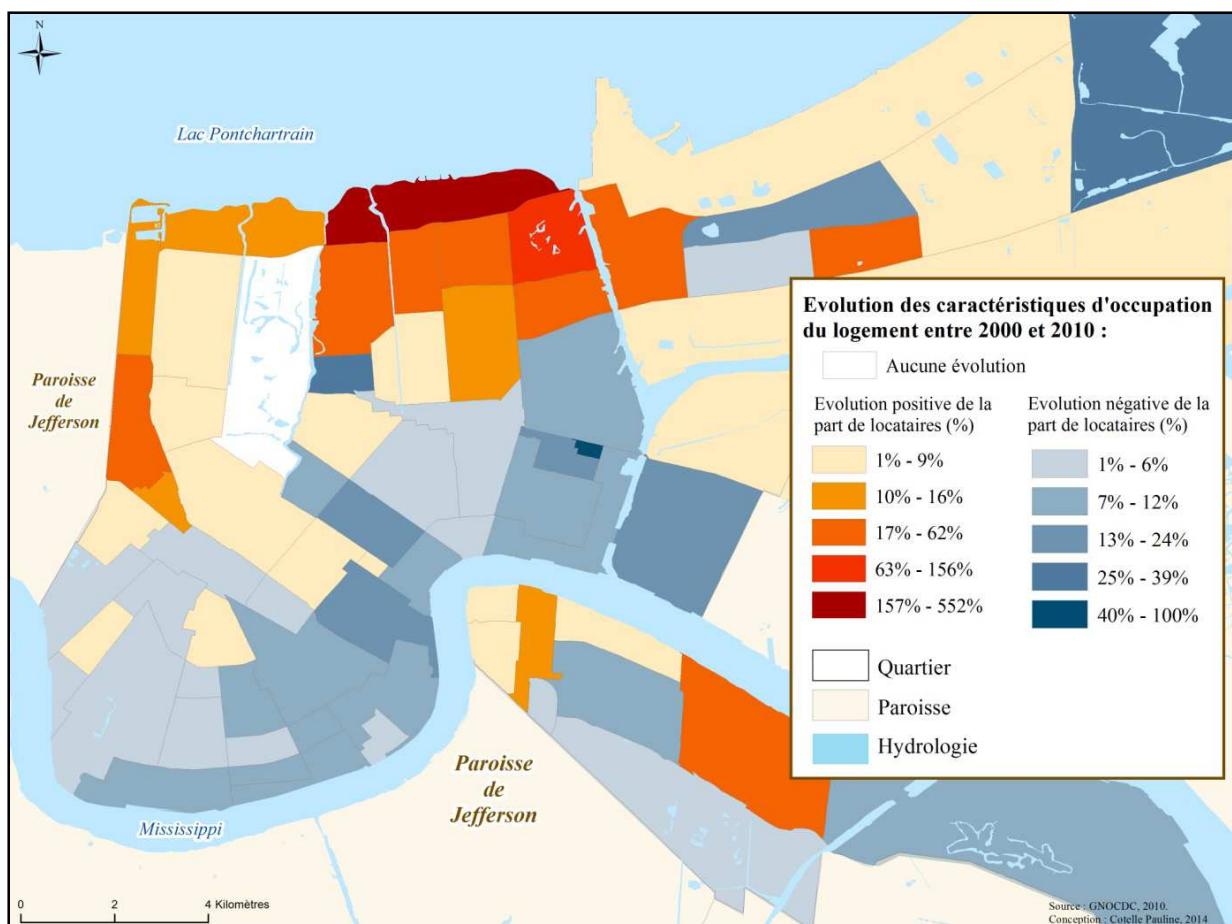 N
Lac Pontchartrain
Paroisse
de
Jefferson
Evolution des caractéristiques d'occupation
du logement entre 2000 et 2010 :
Aucune évolution
Evolution positive de la
part de locataires (%)
1% - 9%
10% - 16%
17% - 62%
63% - 156%
157% - 552%
Evolution négative de la
part de locataires (%)
1% - 6%
7% - 12%
13% - 24%
25% - 39%
40% - 100%
Quartier
Paroisse
Hydrologie
Paroisse
de
Jefferson
Mississippi
0 2 4 Kilomètres
Source : GNOCDC, 2010.
Conception : Cotelle Pauline, 2014